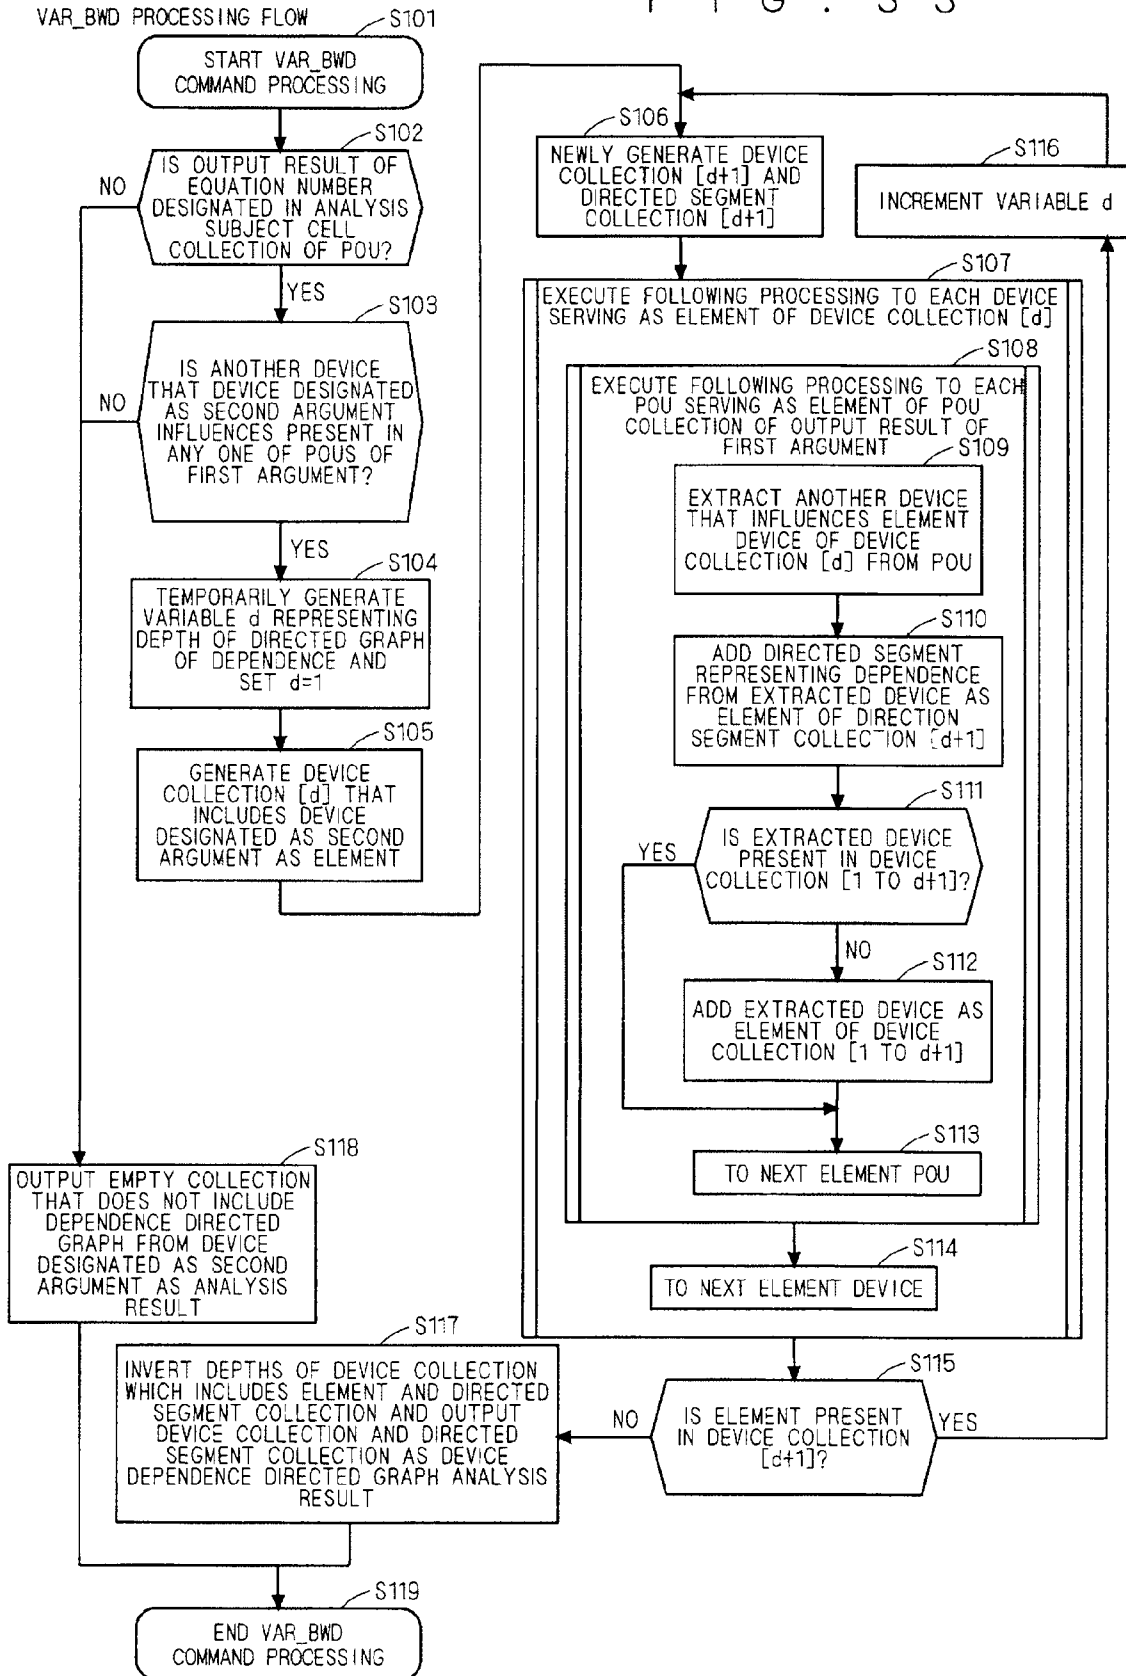 F I G . 3 3
VAR_BWD PROCESSING FLOW
S101
START VAR_BWD
COMMAND PROCESSING
S102
IS OUTPUT RESULT OF
EQUATION NUMBER
DESIGNATED IN ANALYSIS
SUBJECT CELL
COLLECTION OF POU?
NO
YES
S103
IS ANOTHER DEVICE
THAT DEVICE DESIGNATED
AS SECOND ARGUMENT
INFLUENCES PRESENT IN
ANY ONE OF POUS OF
FIRST ARGUMENT?
NO
YES
S104
TEMPORARILY GENERATE
VARIABLE d REPRESENTING
DEPTH OF DIRECTED GRAPH
OF DEPENDENCE AND
SET d=1
S105
GENERATE DEVICE
COLLECTION [d] THAT
INCLUDES DEVICE
DESIGNATED AS SECOND
ARGUMENT AS ELEMENT
S106
NEWLY GENERATE DEVICE
COLLECTION [d+1] AND
DIRECTED SEGMENT
COLLECTION [d+1]
S116
INCREMENT VARIABLE d
S107
EXECUTE FOLLOWING PROCESSING TO EACH DEVICE
SERVING AS ELEMENT OF DEVICE COLLECTION [d]
S108
EXECUTE FOLLOWING PROCESSING TO EACH
POU SERVING AS ELEMENT OF POU
COLLECTION OF OUTPUT RESULT OF
FIRST ARGUMENT
S109
EXTRACT ANOTHER DEVICE
THAT INFLUENCES ELEMENT
DEVICE OF DEVICE
COLLECTION [d] FROM POU
S110
ADD DIRECTED SEGMENT
REPRESENTING DEPENDENCE
FROM EXTRACTED DEVICE AS
ELEMENT OF DIRECTION
SEGMENT COLLECTION [d+1]
S111
IS EXTRACTED DEVICE
PRESENT IN DEVICE
COLLECTION [1 TO d+1]?
YES
NO
S112
ADD EXTRACTED DEVICE AS
ELEMENT OF DEVICE
COLLECTION [1 TO d+1]
S113
TO NEXT ELEMENT POU
S114
TO NEXT ELEMENT DEVICE
S115
IS ELEMENT PRESENT
IN DEVICE COLLECTION
[d+1]?
NO
YES
S118
OUTPUT EMPTY COLLECTION
THAT DOES NOT INCLUDE
DEPENDENCE DIRECTED
GRAPH FROM DEVICE
DESIGNATED AS SECOND
ARGUMENT AS ANALYSIS
RESULT
S117
INVERT DEPTHS OF DEVICE COLLECTION
WHICH INCLUDES ELEMENT AND DIRECTED
SEGMENT COLLECTION AND OUTPUT
DEVICE COLLECTION AND DIRECTED
SEGMENT COLLECTION AS DEVICE
DEPENDENCE DIRECTED GRAPH ANALYSIS
RESULT
S119
END VAR_BWD
COMMAND PROCESSING